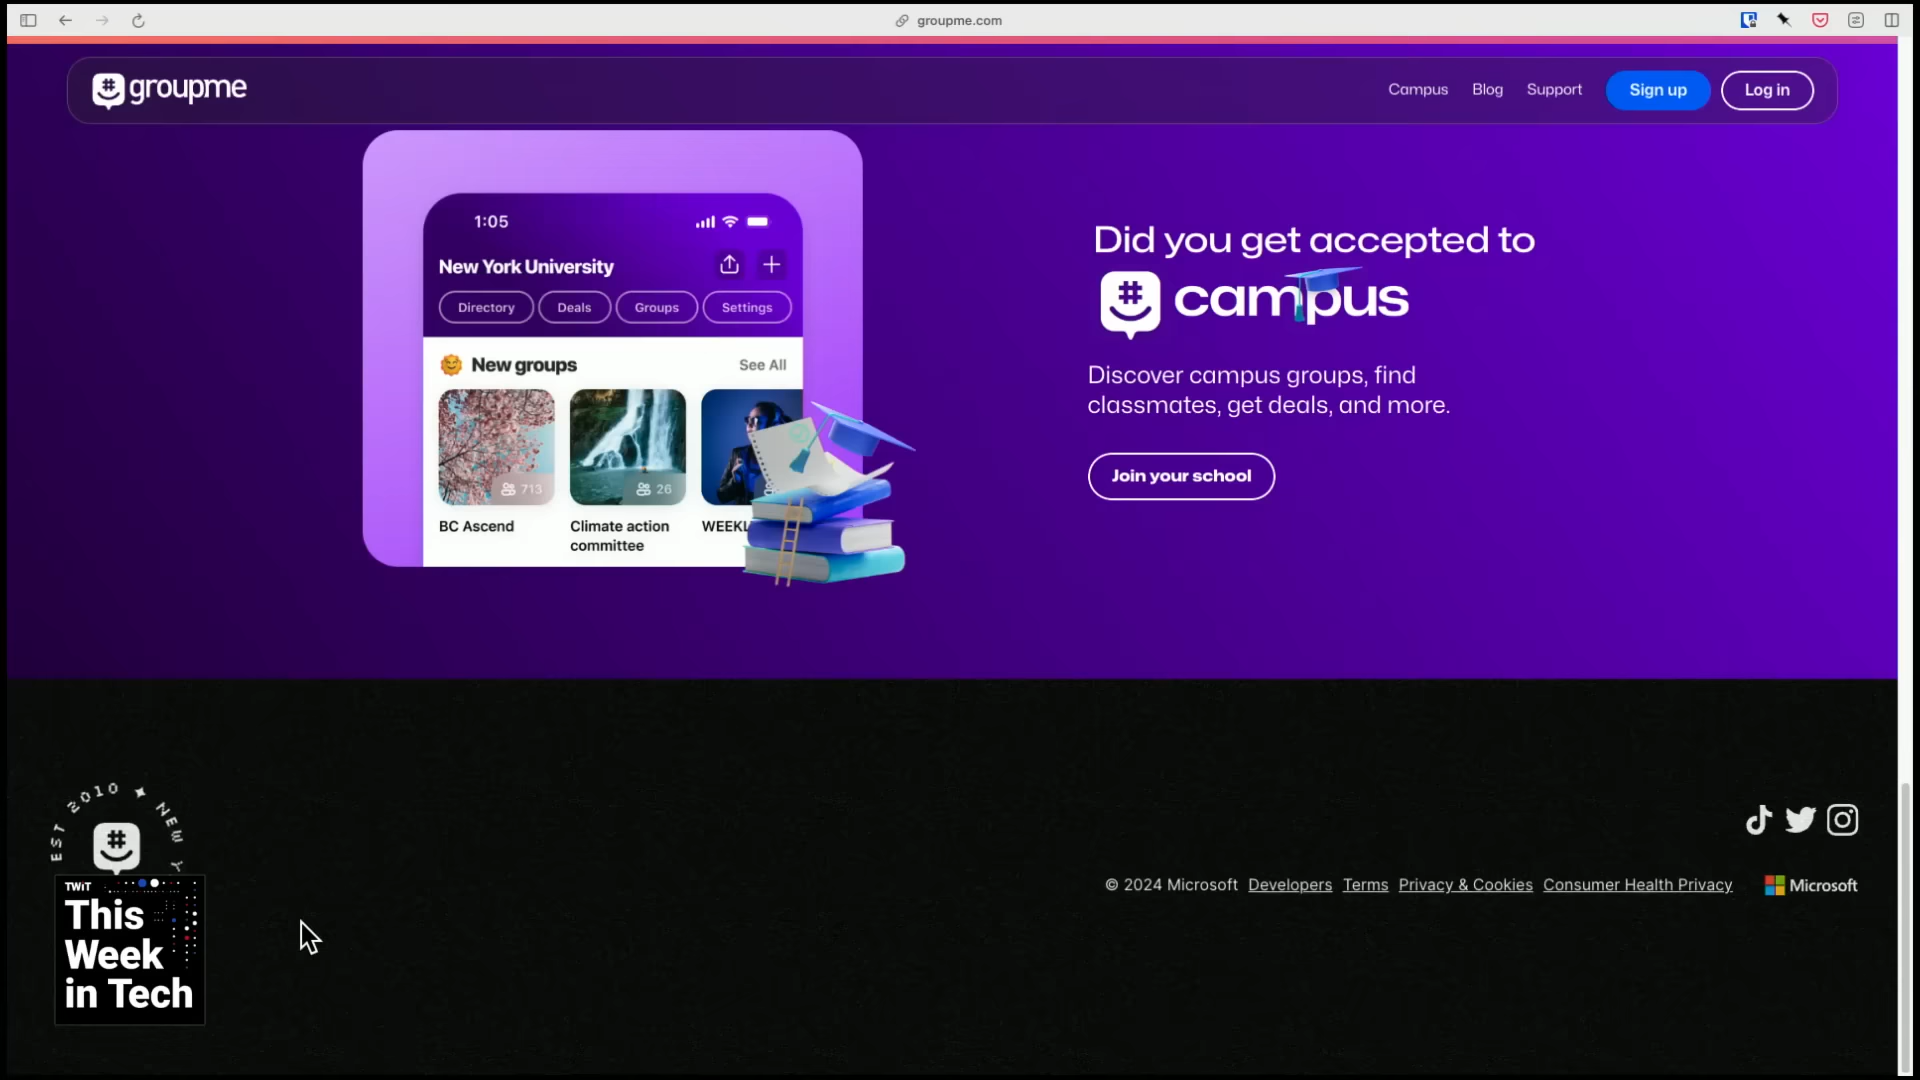 groupme.com
groupme
Campus
Blog
Support
Sign up
Log in
1:05
New York University
Directory
Deals
Groups
Settings
New groups
See All
713
26
BC Ascend
Climate action
committee
WEEKL
Did you get accepted to
campus
Discover campus groups, find
classmates, get deals, and more.
Join your school
EST 2010 NEW Y
TWiT
This
Week
in Tech
© 2024 Microsoft Developers Terms Privacy & Cookies Consumer Health Privacy
Microsoft